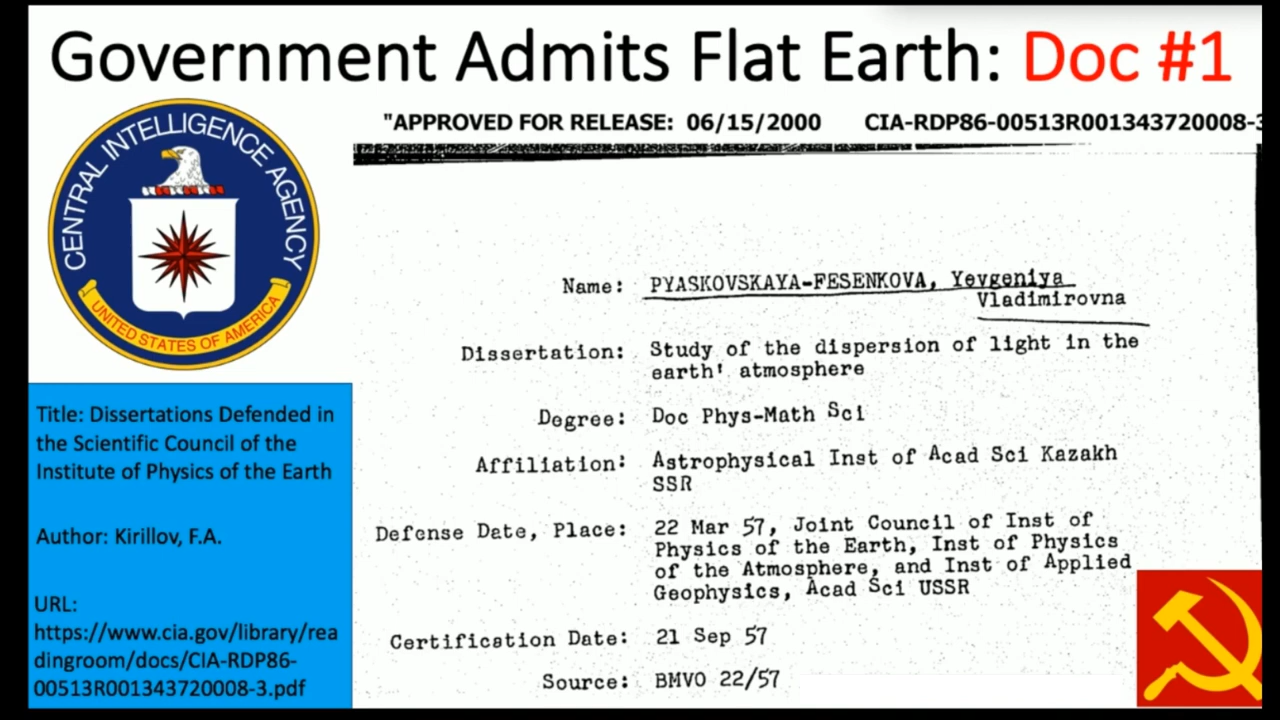 Government Admits Flat Earth: Doc #1
"APPROVED FOR RELEASE: 06/15/2000 CIA-RDP86-00513R001343720008-3
CENTRAL INTELLIGENCE AGENCY
UNITED STATES OF AMERICA
Name: PYASKOVSKAYA-FESENKOVA, Yevgeniya
Vladimirovna
Dissertation: Study of the dispersion of light in the
earth' atmosphere
Degree: Doc Phys-Math Sci
Affiliation: Astrophysical Inst of Acad Sci Kazakh
SSR
Defense Date, Place: 22 Mar 57, Joint Council of Inst of
Physics of the Earth, Inst of Physics
of the Atmosphere, and Inst of Applied
Geophysics, Acad Sci USSR
Certification Date: 21 Sep 57
Source: BMVO 22/57
Title: Dissertations Defended in
the Scientific Council of the
Institute of Physics of the Earth
Author: Kirillov, F.A.
URL:
https://www.cia.gov/library/rea
dingroom/docs/CIA-RDP86-
00513R001343720008-3.pdf